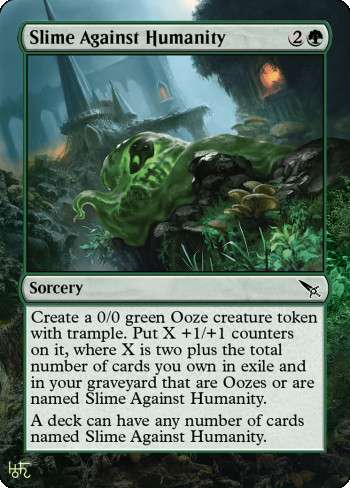 Slime Against Humanity 2
Sorcery
Create a 0/0 green Ooze creature token
with trample. Put X +1/+1 counters
on it, where X is two plus the total
number of cards you own in exile and
in your graveyard that are Oozes or are
named Slime Against Humanity.
A deck can have any number of cards
named Slime Against Humanity.